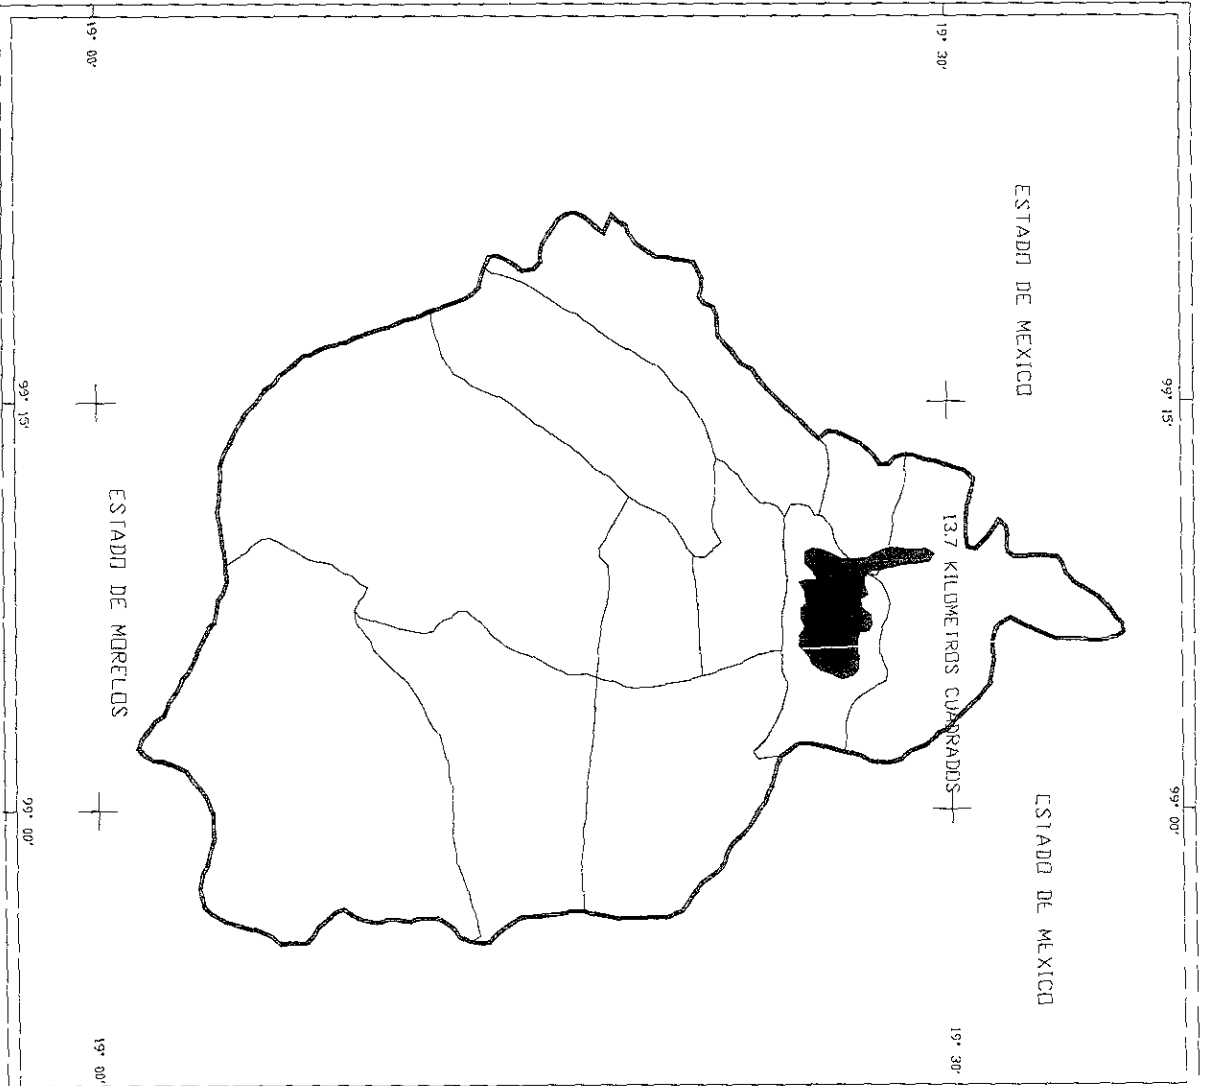 99° 15'
99° 00'
ESTADO DE MEXICO
ESTADO DE MEXICO
19° 30'
19° 30'
13.7 KILOMETROS CUADRADOS
ESTADO DE MORELOS
19° 00'
19° 00'
99° 15'
99° 00'